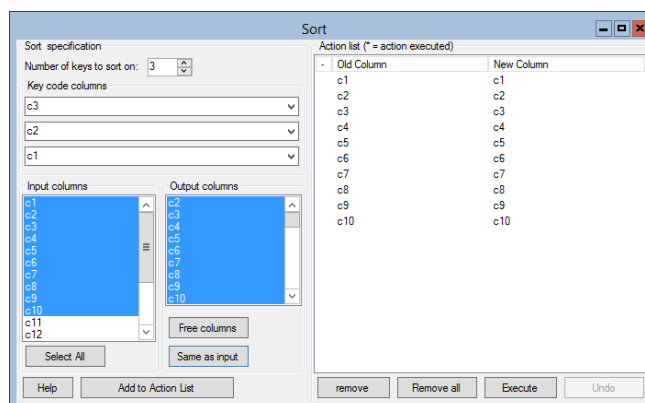 Sort
Sort specification
Number of keys to sort on: 3
Key code columns
c3
c2
c1
Input columns
c1
c2
c3
c4
c5
c6
c7
c8
c9
c10
c11
c12
Select All
Output columns
c2
c3
c4
c5
c6
c7
c8
c9
c10
Free columns
Same as input
Help
Add to Action List
Action list (* = action executed)
- Old Column New Column
c1 c1
c2 c2
c3 c3
c4 c4
c5 c5
c6 c6
c7 c7
c8 c8
c9 c9
c10 c10
remove
Remove all
Execute
Undo